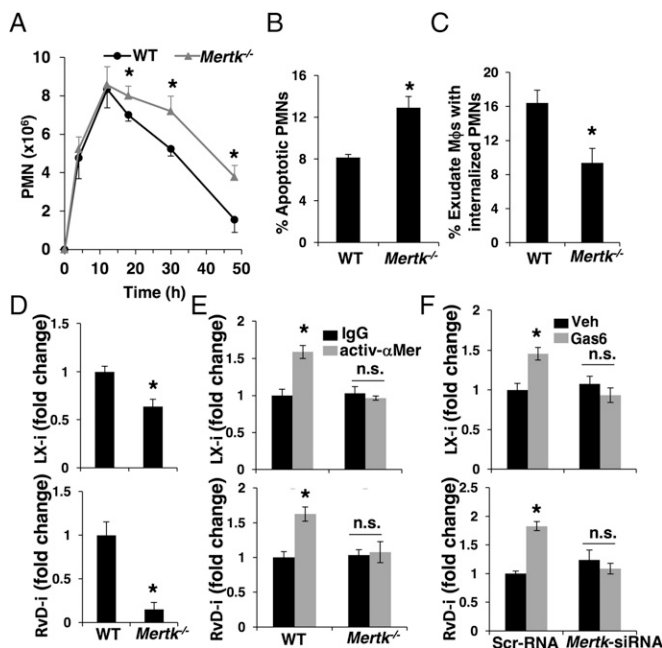 A
WT
Mertk-/-
PMN (x10⁶)
10
8
6
4
2
0
*
*
*
0 10 20 30 40 50
Time (h)
B
% Apoptotic PMNs
16
12
8
4
0
*
WT
Mertk-/-
C
% Exudate Mϕs with
internalized PMNs
20
16
12
8
4
0
*
WT
Mertk-/-
D
LX-i (fold change)
1.5
1
0.5
0
*
RvD-i (fold change)
1.5
1
0.5
0
*
WT
Mertk-/-
E
IgG
activ-αMer
LX-i (fold change)
2
1.5
1
0.5
0
*
n.s.
RvD-i (fold change)
2
1.5
1
0.5
0
*
n.s.
WT
Mertk-/-
F
Veh
Gas6
LX-i (fold change)
2
1.5
1
0.5
0
*
n.s.
RvD-i (fold change)
2
1.5
1
0.5
0
*
n.s.
Scr-RNA
Mertk-siRNA